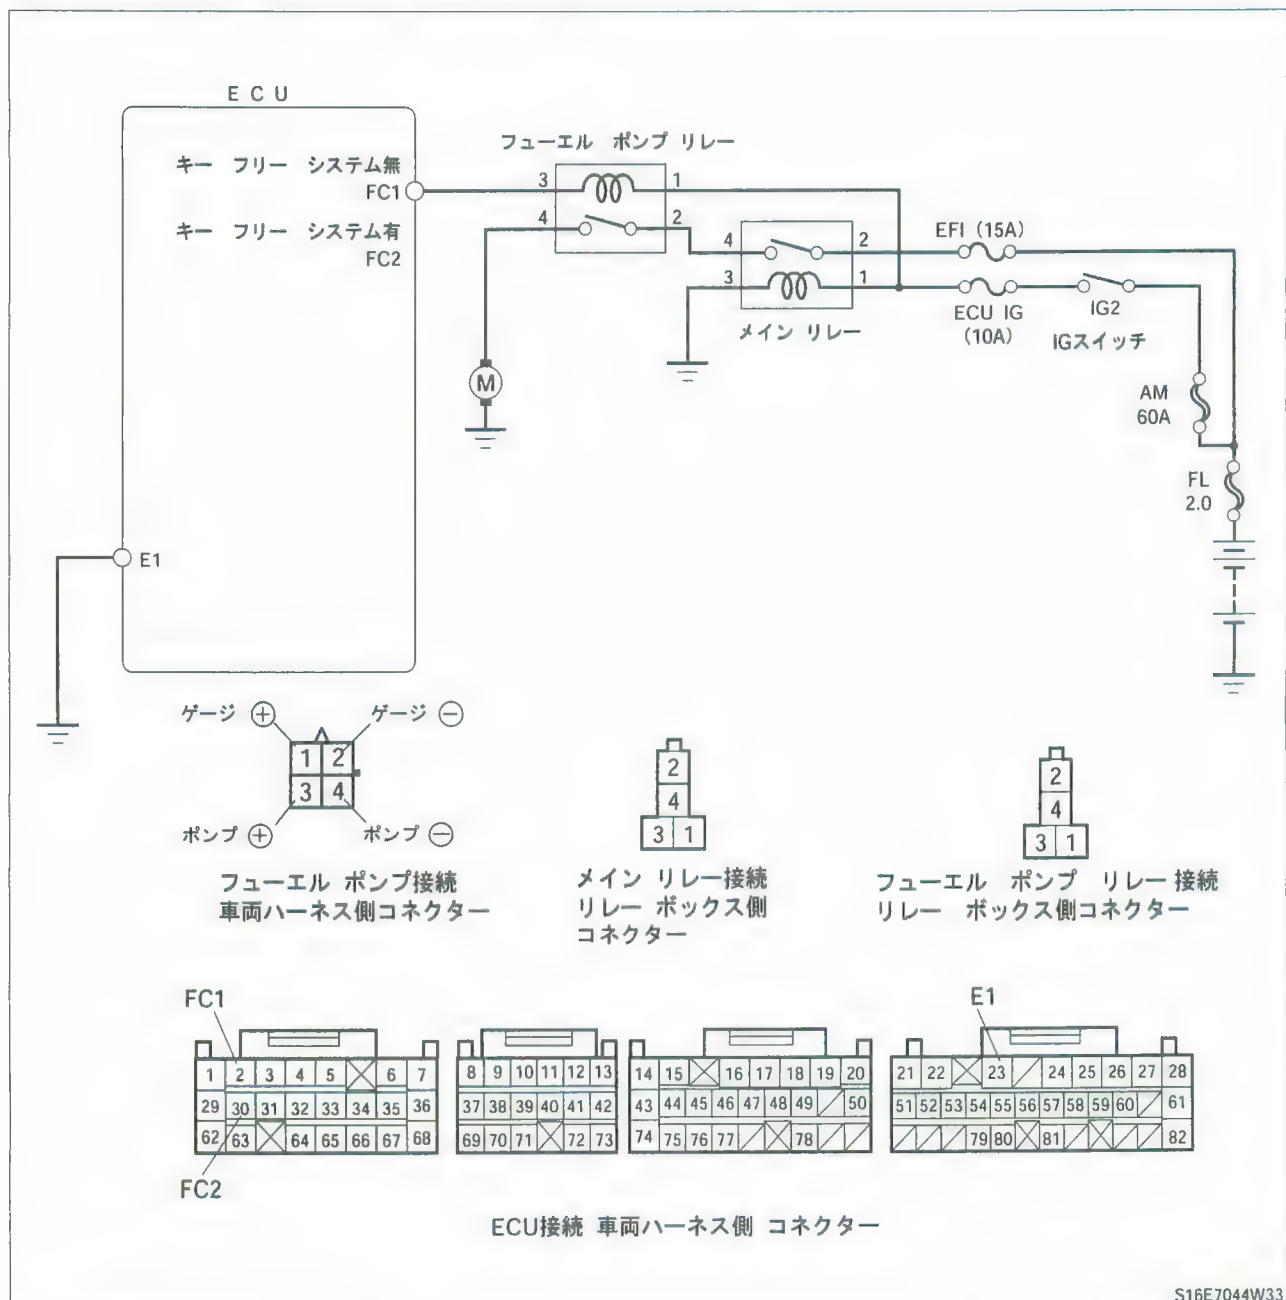 E C U
キー フリー システム無
FC1
キー フリー システム有
FC2
フューエル ポンプ リレー
3
1
4
2
4
2
3
1
メイン リレー
EFI (15A)
ECU IG
(10A)
IG2
IGスイッチ
AM
60A
FL
2.0
M
E1
ゲージ ⊕
ゲージ ⊖
1 2
3 4
ポンプ ⊕
ポンプ ⊖
フューエル ポンプ接続
車両ハーネス側コネクター
2
4
3 1
メイン リレー接続
リレー ボックス側
コネクター
2
4
3 1
フューエル ポンプ リレー接続
リレー ボックス側コネクター
FC1
E1
1 2 3 4 5 6 7
29 30 31 32 33 34 35 36
62 63 64 65 66 67 68
8 9 10 11 12 13
37 38 39 40 41 42
69 70 71 72 73
14 15 16 17 18 19 20
43 44 45 46 47 48 49 50
74 75 76 77 78
21 22 23 24 25 26 27 28
51 52 53 54 55 56 57 58 59 60 61
79 80 81 82
FC2
ECU接続 車両ハーネス側 コネクター
S16E7044W33